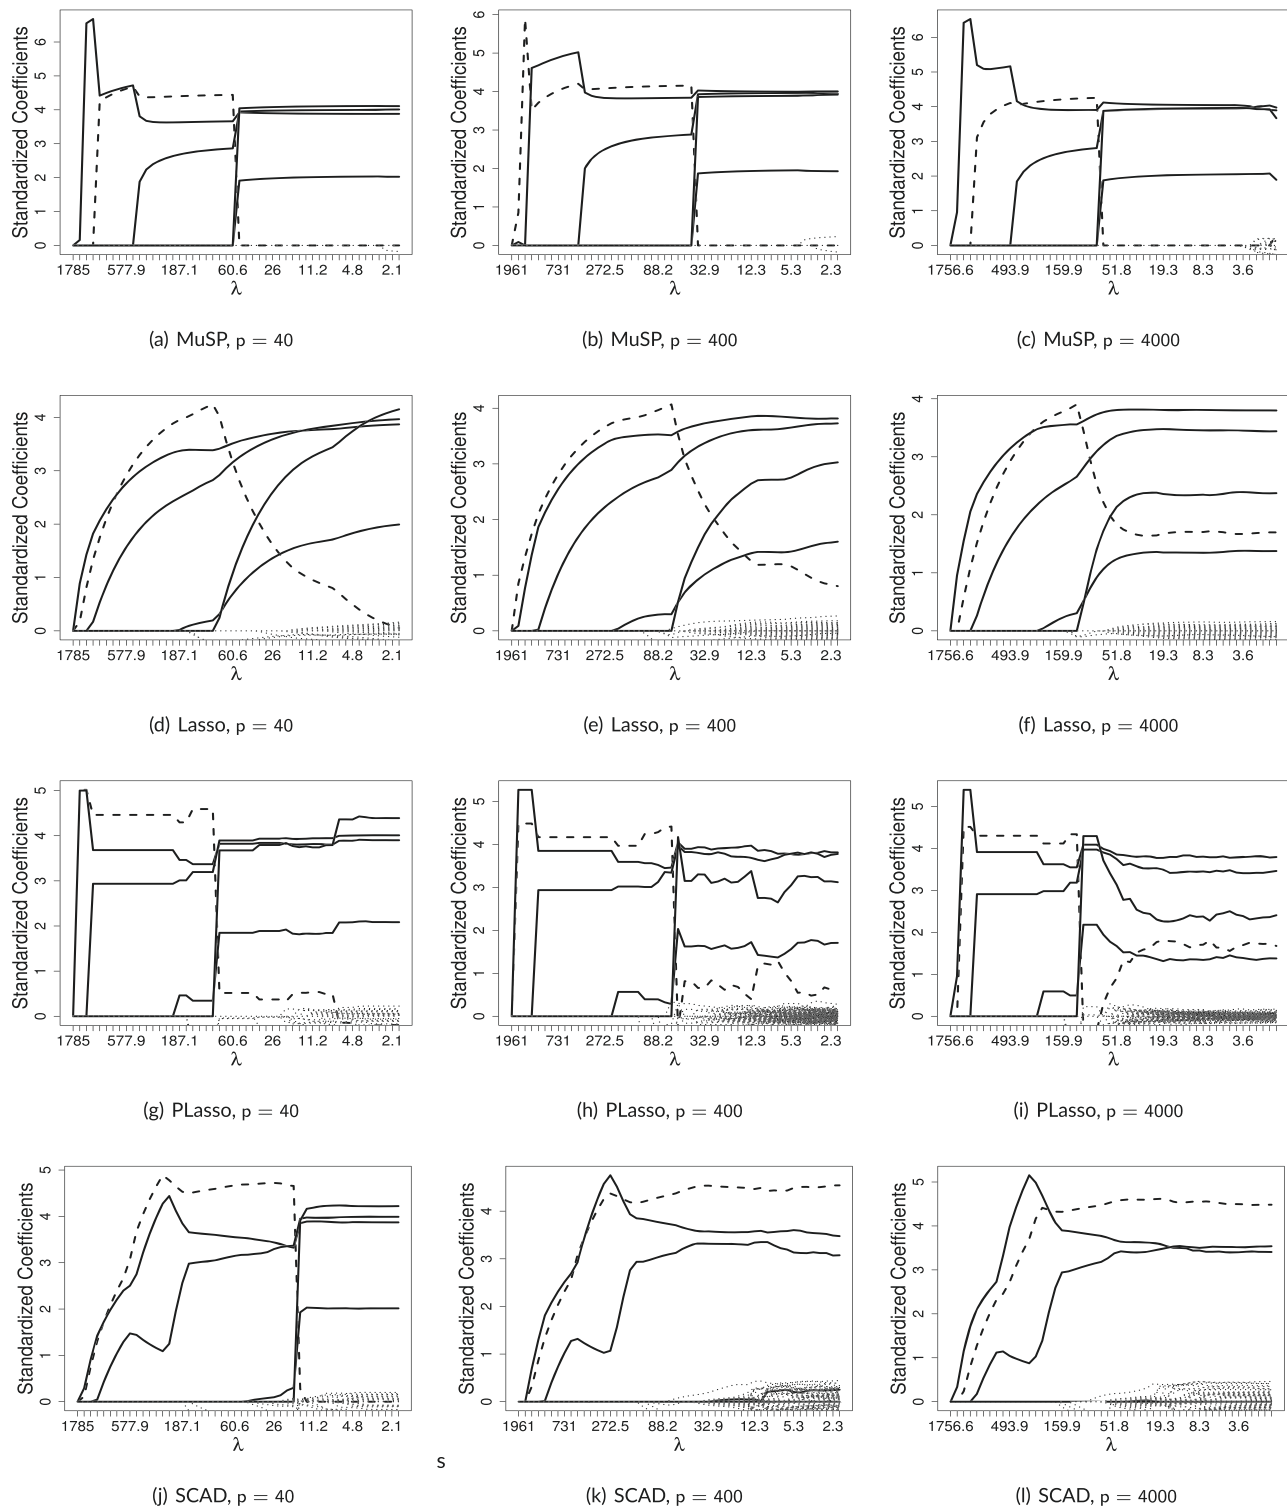 Standardized Coefficients
0 1 2 3 4 5 6
1785 577.9 187.1 60.6 26 11.2 4.8 2.1
λ
(a) MuSP, p = 40
Standardized Coefficients
0 1 2 3 4 5 6
1961 731 272.5 88.2 32.9 12.3 5.3 2.3
λ
(b) MuSP, p = 400
Standardized Coefficients
0 1 2 3 4 5 6
1756.6 493.9 159.9 51.8 19.3 8.3 3.6
λ
(c) MuSP, p = 4000
Standardized Coefficients
0 1 2 3 4
1785 577.9 187.1 60.6 26 11.2 4.8 2.1
λ
(d) Lasso, p = 40
Standardized Coefficients
0 1 2 3 4
1961 731 272.5 88.2 32.9 12.3 5.3 2.3
λ
(e) Lasso, p = 400
Standardized Coefficients
0 1 2 3 4
1756.6 493.9 159.9 51.8 19.3 8.3 3.6
λ
(f) Lasso, p = 4000
Standardized Coefficients
0 1 2 3 4 5
1785 577.9 187.1 60.6 26 11.2 4.8 2.1
λ
(g) PLasso, p = 40
Standardized Coefficients
0 1 2 3 4 5
1961 731 272.5 88.2 32.9 12.3 5.3 2.3
λ
(h) PLasso, p = 400
Standardized Coefficients
0 1 2 3 4 5
1756.6 493.9 159.9 51.8 19.3 8.3 3.6
λ
(i) PLasso, p = 4000
Standardized Coefficients
0 1 2 3 4 5
1785 577.9 187.1 60.6 26 11.2 4.8 2.1
λ
s
(j) SCAD, p = 40
Standardized Coefficients
0 1 2 3 4
1961 731 272.5 88.2 32.9 12.3 5.3 2.3
λ
(k) SCAD, p = 400
Standardized Coefficients
0 1 2 3 4 5
1756.6 493.9 159.9 51.8 19.3 8.3 3.6
λ
(l) SCAD, p = 4000